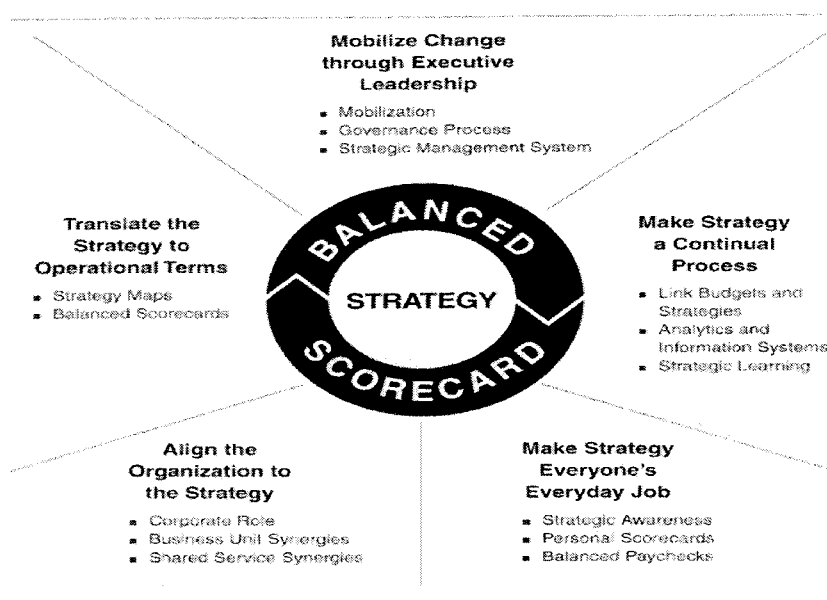 Mobilize Change
through Executive
Leadership
▪ Mobilization
▪ Governance Process
▪ Strategic Management System
Translate the
Strategy to
Operational Terms
▪ Strategy Maps
▪ Balanced Scorecards
BALANCED
STRATEGY
SCORECARD
Make Strategy
a Continual
Process
▪ Link Budgets and
Strategies
▪ Analytics and
Information Systems
▪ Strategic Learning
Align the
Organization to
the Strategy
▪ Corporate Role
▪ Business Unit Synergies
▪ Shared Service Synergies
Make Strategy
Everyone's
Everyday Job
▪ Strategic Awareness
▪ Personal Scorecards
▪ Balanced Paychecks